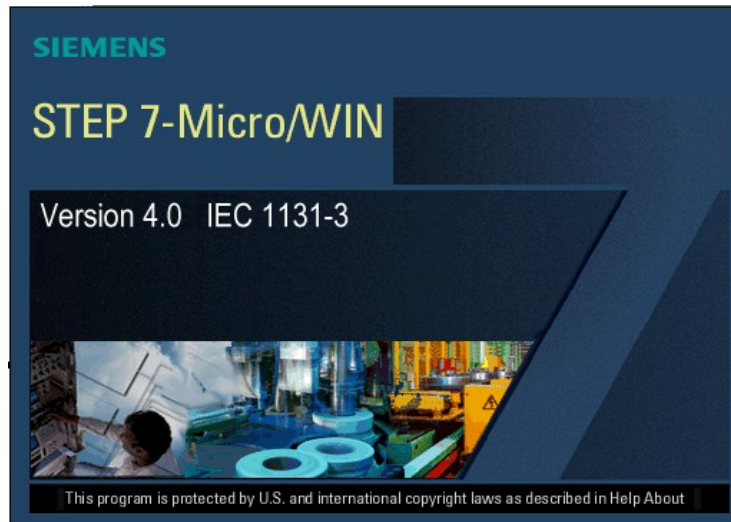 SIEMENS
STEP 7-Micro/WIN
Version 4.0 IEC 1131-3
This program is protected by U.S. and international copyright laws as described in Help About